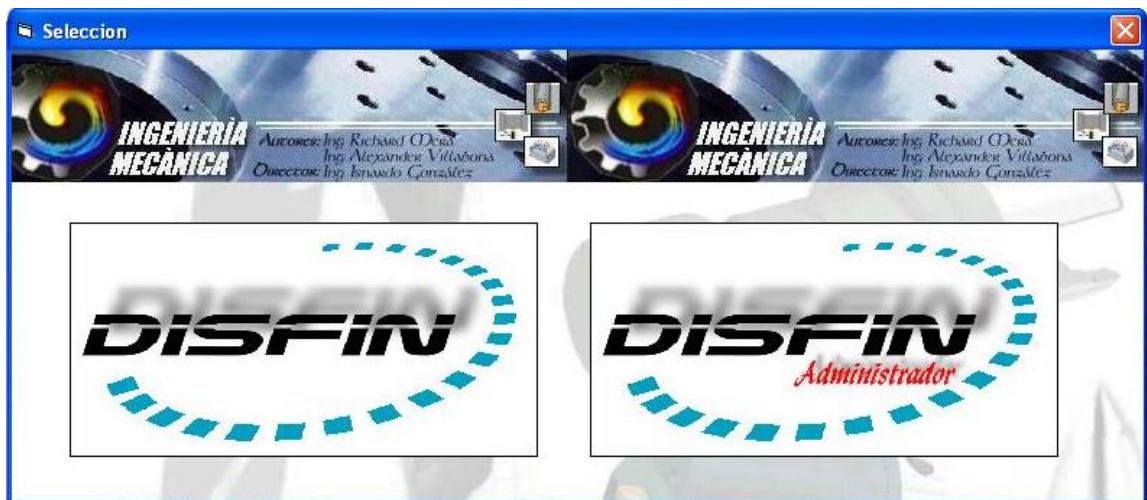 Seleccion
INGENIERÌA
MECÀNICA
Autores: Ing Richard Mera
Ing Alexander Villabona
Director: Ing Isnardo González
INGENIERÌA
MECÀNICA
Autores: Ing Richard Mera
Ing Alexander Villabona
Director: Ing Isnardo González
DISFIN
DISFIN
Administrador